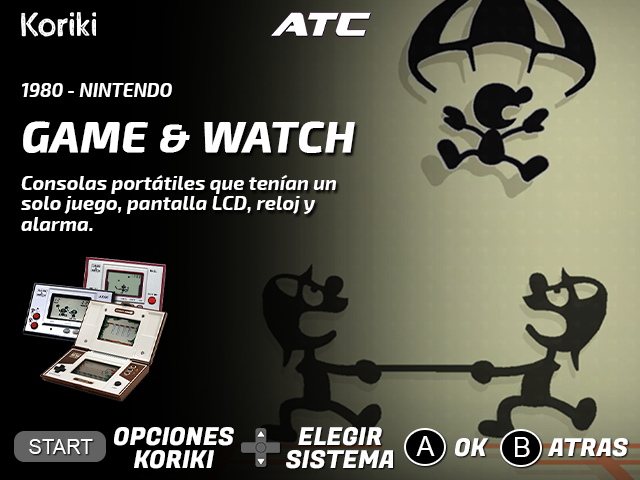 Koriki
ATC
1980 - NINTENDO
GAME & WATCH
Consolas portátiles que tenían un
solo juego, pantalla LCD, reloj y
alarma.
START
OPCIONES
KORIKI
ELEGIR
SISTEMA
A OK
B ATRAS